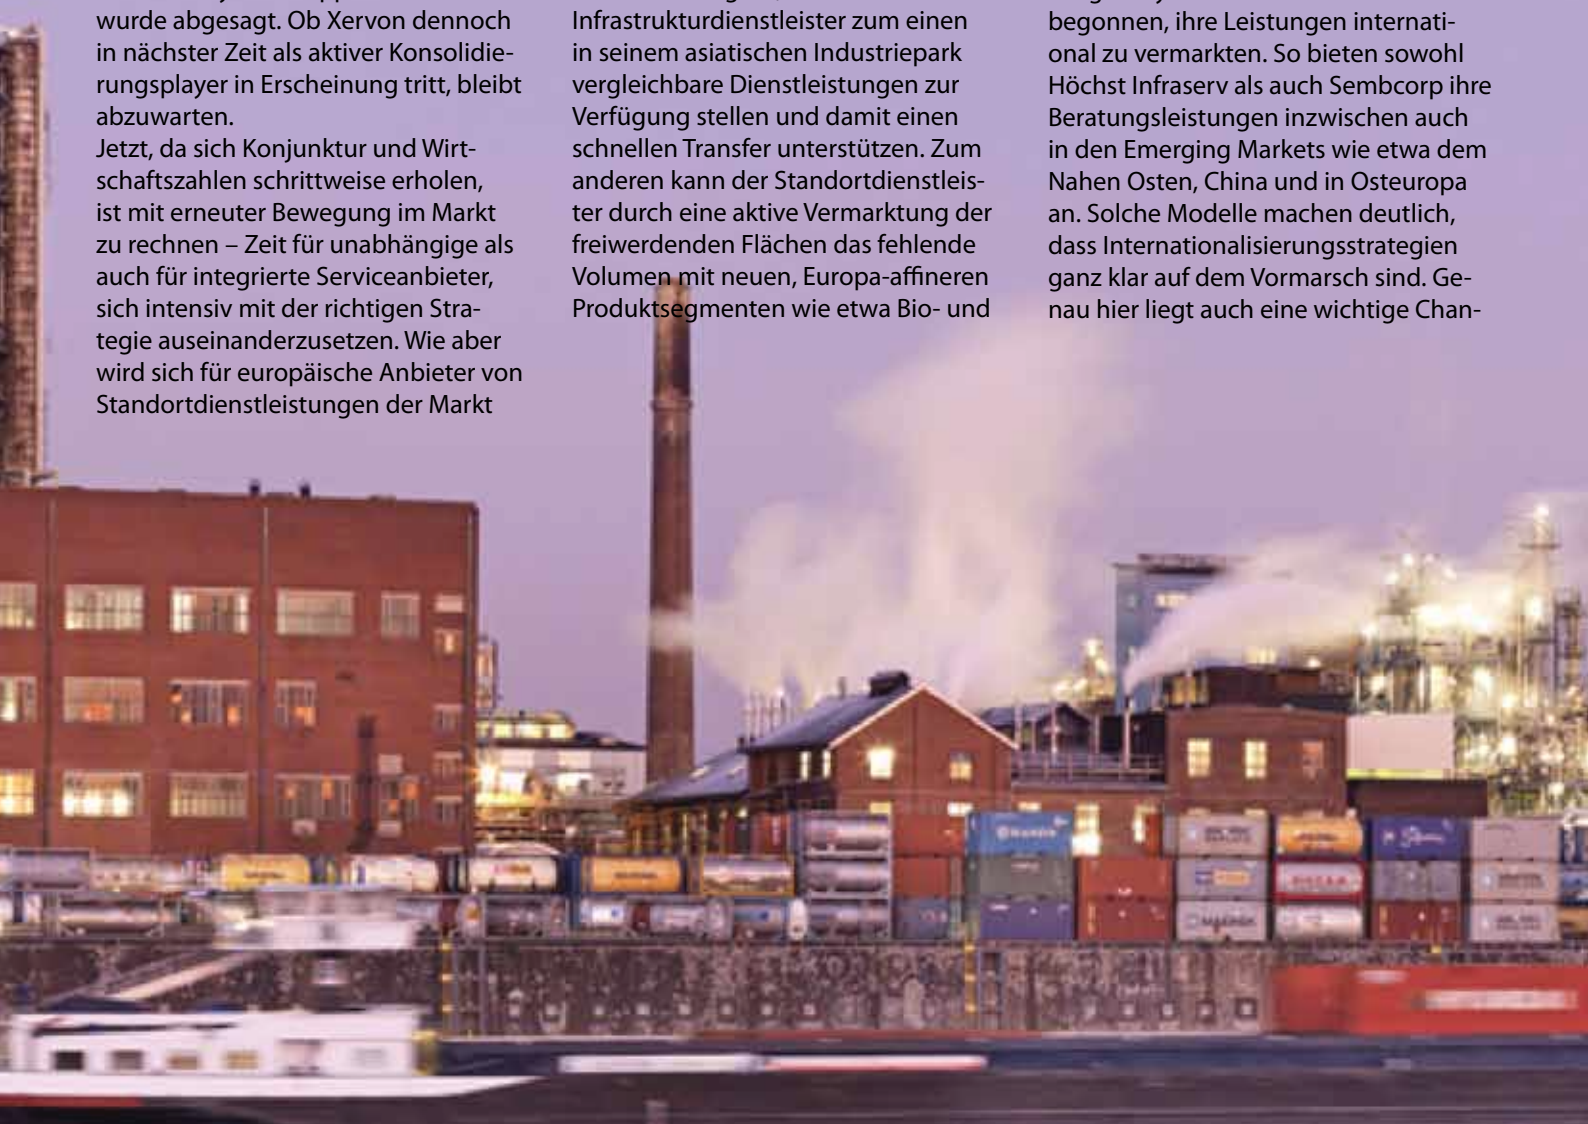 wurde abgesagt. Ob Xervon dennoch
in nächster Zeit als aktiver Konsolidie-
rungsplayer in Erscheinung tritt, bleibt
abzuwarten.
Jetzt, da sich Konjunktur und Wirt-
schaftszahlen schrittweise erholen,
ist mit erneuter Bewegung im Markt
zu rechnen – Zeit für unabhängige als
auch für integrierte Serviceanbieter,
sich intensiv mit der richtigen Stra-
tegie auseinanderzusetzen. Wie aber
wird sich für europäische Anbieter von
Standortdienstleistungen der Markt
Infrastrukturdienstleister zum einen
in seinem asiatischen Industriepark
vergleichbare Dienstleistungen zur
Verfügung stellen und damit einen
schnellen Transfer unterstützen. Zum
anderen kann der Standortdienstleis-
ter durch eine aktive Vermarktung der
freiwerdenden Flächen das fehlende
Volumen mit neuen, Europa-affineren
Produktsegmenten wie etwa Bio- und
begonnen, ihre Leistungen internati-
onal zu vermarkten. So bieten sowohl
Höchst Infraserv als auch Sembcorp ihre
Beratungsleistungen inzwischen auch
in den Emerging Markets wie etwa dem
Nahen Osten, China und in Osteuropa
an. Solche Modelle machen deutlich,
dass Internationalisierungsstrategien
ganz klar auf dem Vormarsch sind. Ge-
nau hier liegt auch eine wichtige Chan-